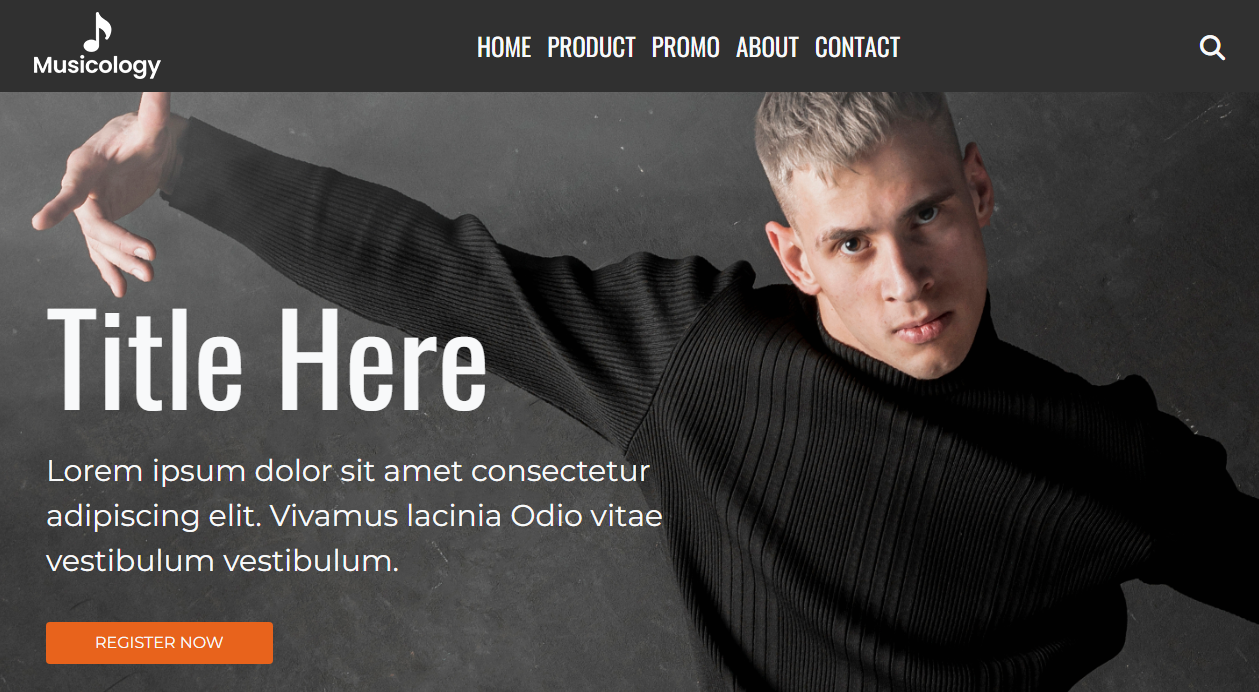 Musicology
HOME PRODUCT PROMO ABOUT CONTACT
Title Here
Lorem ipsum dolor sit amet consectetur
adipiscing elit. Vivamus lacinia Odio vitae
vestibulum vestibulum.
REGISTER NOW